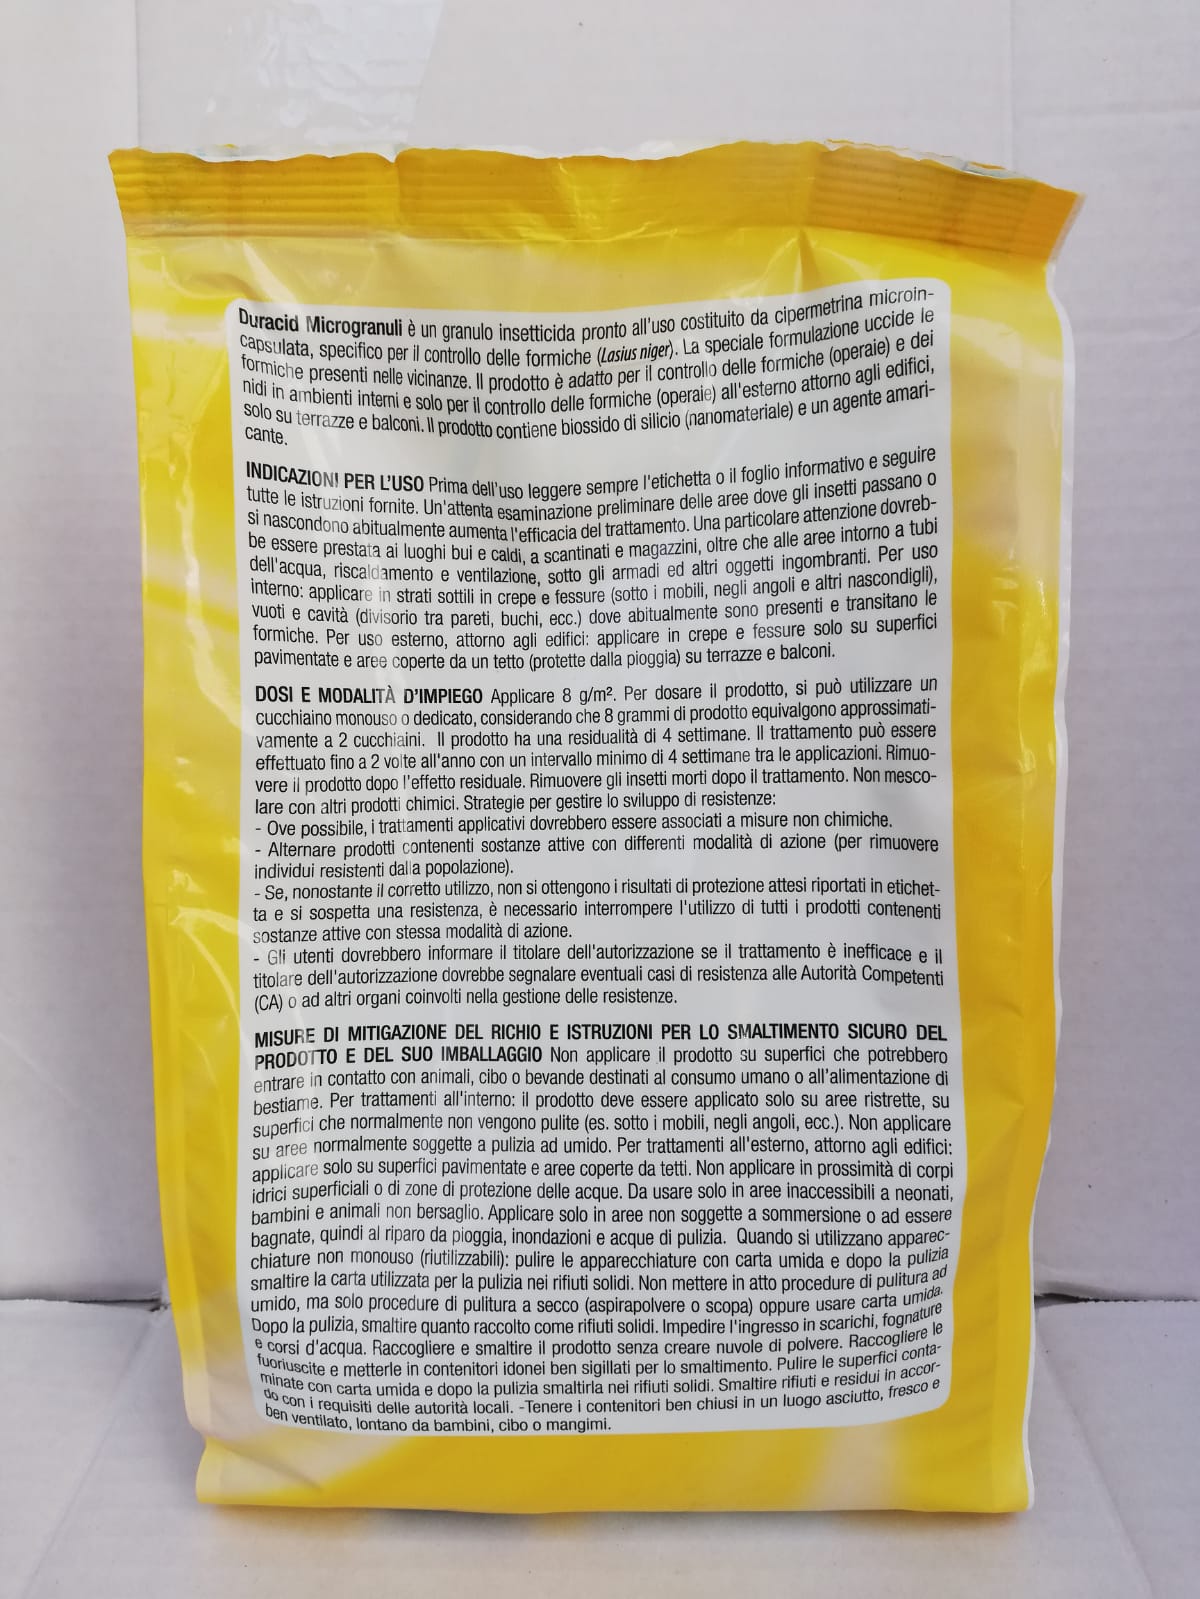 Duracid Microgranuli è un granulo insetticida pronto all'uso costituito da cipermetrina microin-
capsulata, specifico per il controllo delle formiche (Lasius niger). La speciale formulazione uccide le
formiche presenti nelle vicinanze. Il prodotto è adatto per il controllo delle formiche (operaie) e dei
nidi in ambienti interni e solo per il controllo delle formiche (operaie) all'esterno attorno agli edifici,
solo su terrazze e balconi. Il prodotto contiene biossido di silicio (nanomateriale) e un agente amari-
cante.
INDICAZIONI PER L'USO Prima dell'uso leggere sempre l'etichetta o il foglio informativo e seguire
tutte le istruzioni fornite. Un'attenta esaminazione preliminare delle aree dove gli insetti passano o
si nascondono abitualmente aumenta l'efficacia del trattamento. Una particolare attenzione dovreb-
be essere prestata ai luoghi bui e caldi, a scantinati e magazzini, oltre che alle aree intorno a tubi
dell'acqua, riscaldamento e ventilazione, sotto gli armadi ed altri oggetti ingombranti. Per uso
interno: applicare in strati sottili in crepe e fessure (sotto i mobili, negli angoli e altri nascondigli),
vuoti e cavità (divisorio tra pareti, buchi, ecc.) dove abitualmente sono presenti e transitano le
formiche. Per uso esterno, attorno agli edifici: applicare in crepe e fessure solo su superfici
pavimentate e aree coperte da un tetto (protette dalla pioggia) su terrazze e balconi.
DOSI E MODALITÀ D'IMPIEGO Applicare 8 g/m². Per dosare il prodotto, si può utilizzare un
cucchiaino monouso o dedicato, considerando che 8 grammi di prodotto equivalgono approssimati-
vamente a 2 cucchiaini. Il prodotto ha una residualità di 4 settimane. Il trattamento può essere
effettuato fino a 2 volte all'anno con un intervallo minimo di 4 settimane tra le applicazioni. Rimuo-
vere il prodotto dopo l'effetto residuale. Rimuovere gli insetti morti dopo il trattamento. Non mesco-
lare con altri prodotti chimici. Strategie per gestire lo sviluppo di resistenze:
- Ove possibile, i trattamenti applicativi dovrebbero essere associati a misure non chimiche.
- Alternare prodotti contenenti sostanze attive con differenti modalità di azione (per rimuovere
individui resistenti dalla popolazione).
- Se, nonostante il corretto utilizzo, non si ottengono i risultati di protezione attesi riportati in etichet-
ta e si sospetta una resistenza, è necessario interrompere l'utilizzo di tutti i prodotti contenenti
sostanze attive con stessa modalità di azione.
- Gli utenti dovrebbero informare il titolare dell'autorizzazione se il trattamento è inefficace e il
titolare dell'autorizzazione dovrebbe segnalare eventuali casi di resistenza alle Autorità Competenti
(CA) o ad altri organi coinvolti nella gestione delle resistenze.
MISURE DI MITIGAZIONE DEL RICHIO E ISTRUZIONI PER LO SMALTIMENTO SICURO DEL
PRODOTTO E DEL SUO IMBALLAGGIO Non applicare il prodotto su superfici che potrebbero
entrare in contatto con animali, cibo o bevande destinati al consumo umano o all'alimentazione di
bestiame. Per trattamenti all'interno: il prodotto deve essere applicato solo su aree ristrette, su
superfici che normalmente non vengono pulite (es. sotto i mobili, negli angoli, ecc.). Non applicare
su aree normalmente soggette a pulizia ad umido. Per trattamenti all'esterno, attorno agli edifici:
applicare solo su superfici pavimentate e aree coperte da tetti. Non applicare in prossimità di corpi
idrici superficiali o di zone di protezione delle acque. Da usare solo in aree inaccessibili a neonati,
bambini e animali non bersaglio. Applicare solo in aree non soggette a sommersione o ad essere
bagnate, quindi al riparo da pioggia, inondazioni e acque di pulizia. Quando si utilizzano apparec-
chiature non monouso (riutilizzabili): pulire le apparecchiature con carta umida e dopo la pulizia
smaltire la carta utilizzata per la pulizia nei rifiuti solidi. Non mettere in atto procedure di pulitura ad
umido, ma solo procedure di pulitura a secco (aspirapolvere o scopa) oppure usare carta umida.
Dopo la pulizia, smaltire quanto raccolto come rifiuti solidi. Impedire l'ingresso in scarichi, fognature
e corsi d'acqua. Raccogliere e smaltire il prodotto senza creare nuvole di polvere. Raccogliere le
fuoriuscite e metterle in contenitori idonei ben sigillati per lo smaltimento. Pulire le superfici conta-
minate con carta umida e dopo la pulizia smaltirla nei rifiuti solidi. Smaltire rifiuti e residui in accor-
do con i requisiti delle autorità locali. -Tenere i contenitori ben chiusi in un luogo asciutto, fresco e
ben ventilato, lontano da bambini, cibo o mangimi.